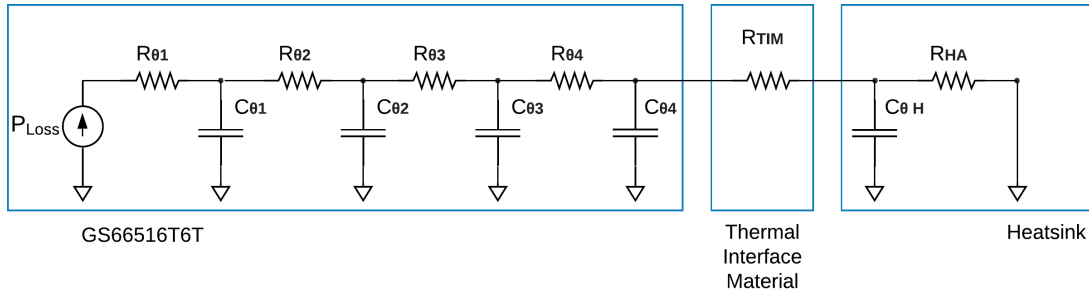 Rθ1
Rθ2
Rθ3
Rθ4
RTIM
RHA
PLoss
Cθ1
Cθ2
Cθ3
Cθ4
Cθ H
GS66516T6T
Thermal
Interface
Material
Heatsink